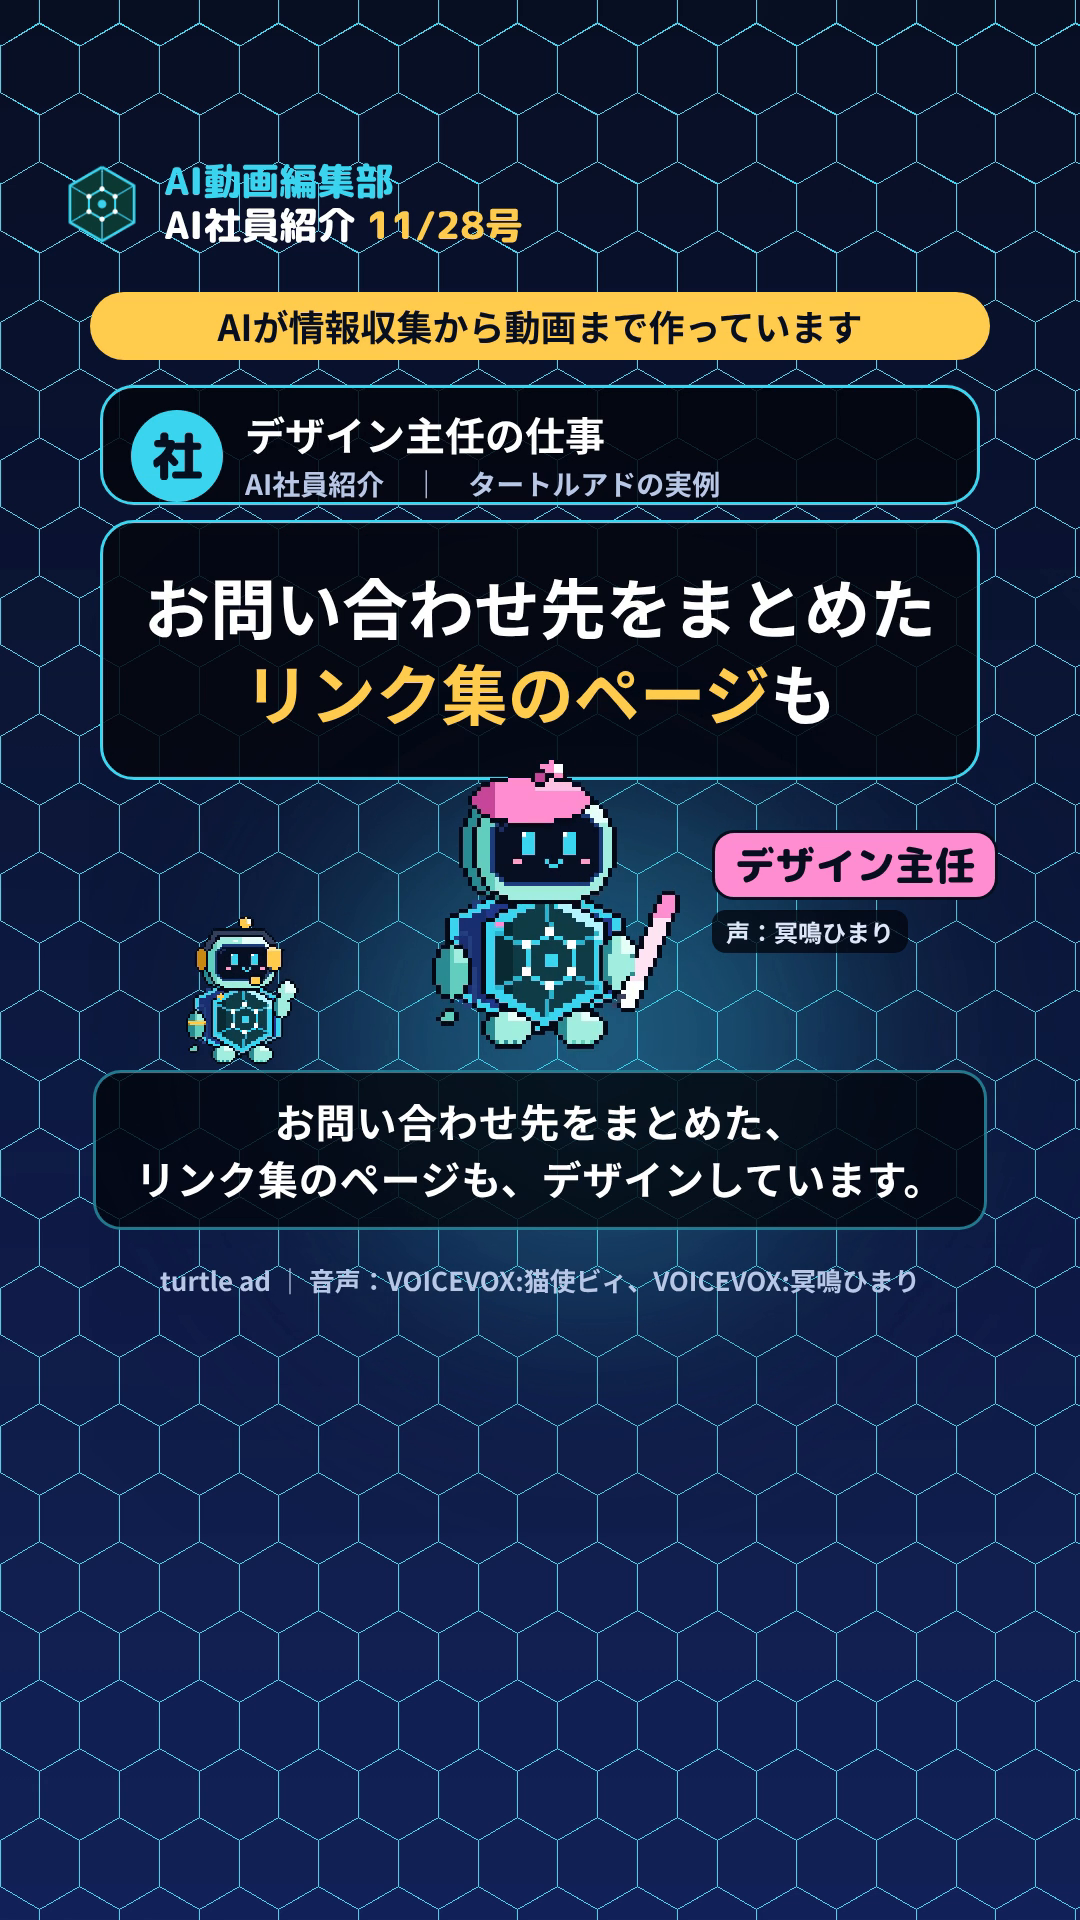 AI動画編集部
AI社員紹介 11/28号
AIが情報収集から動画まで作っています
社
デザイン主任の仕事
AI社員紹介 ｜ タートルアドの実例
お問い合わせ先をまとめた
リンク集のページも
デザイン主任
声：冥鳴ひまり
お問い合わせ先をまとめた、
リンク集のページも、デザインしています。
turtle ad ｜ 音声：VOICEVOX:猫使ビィ、VOICEVOX:冥鳴ひまり